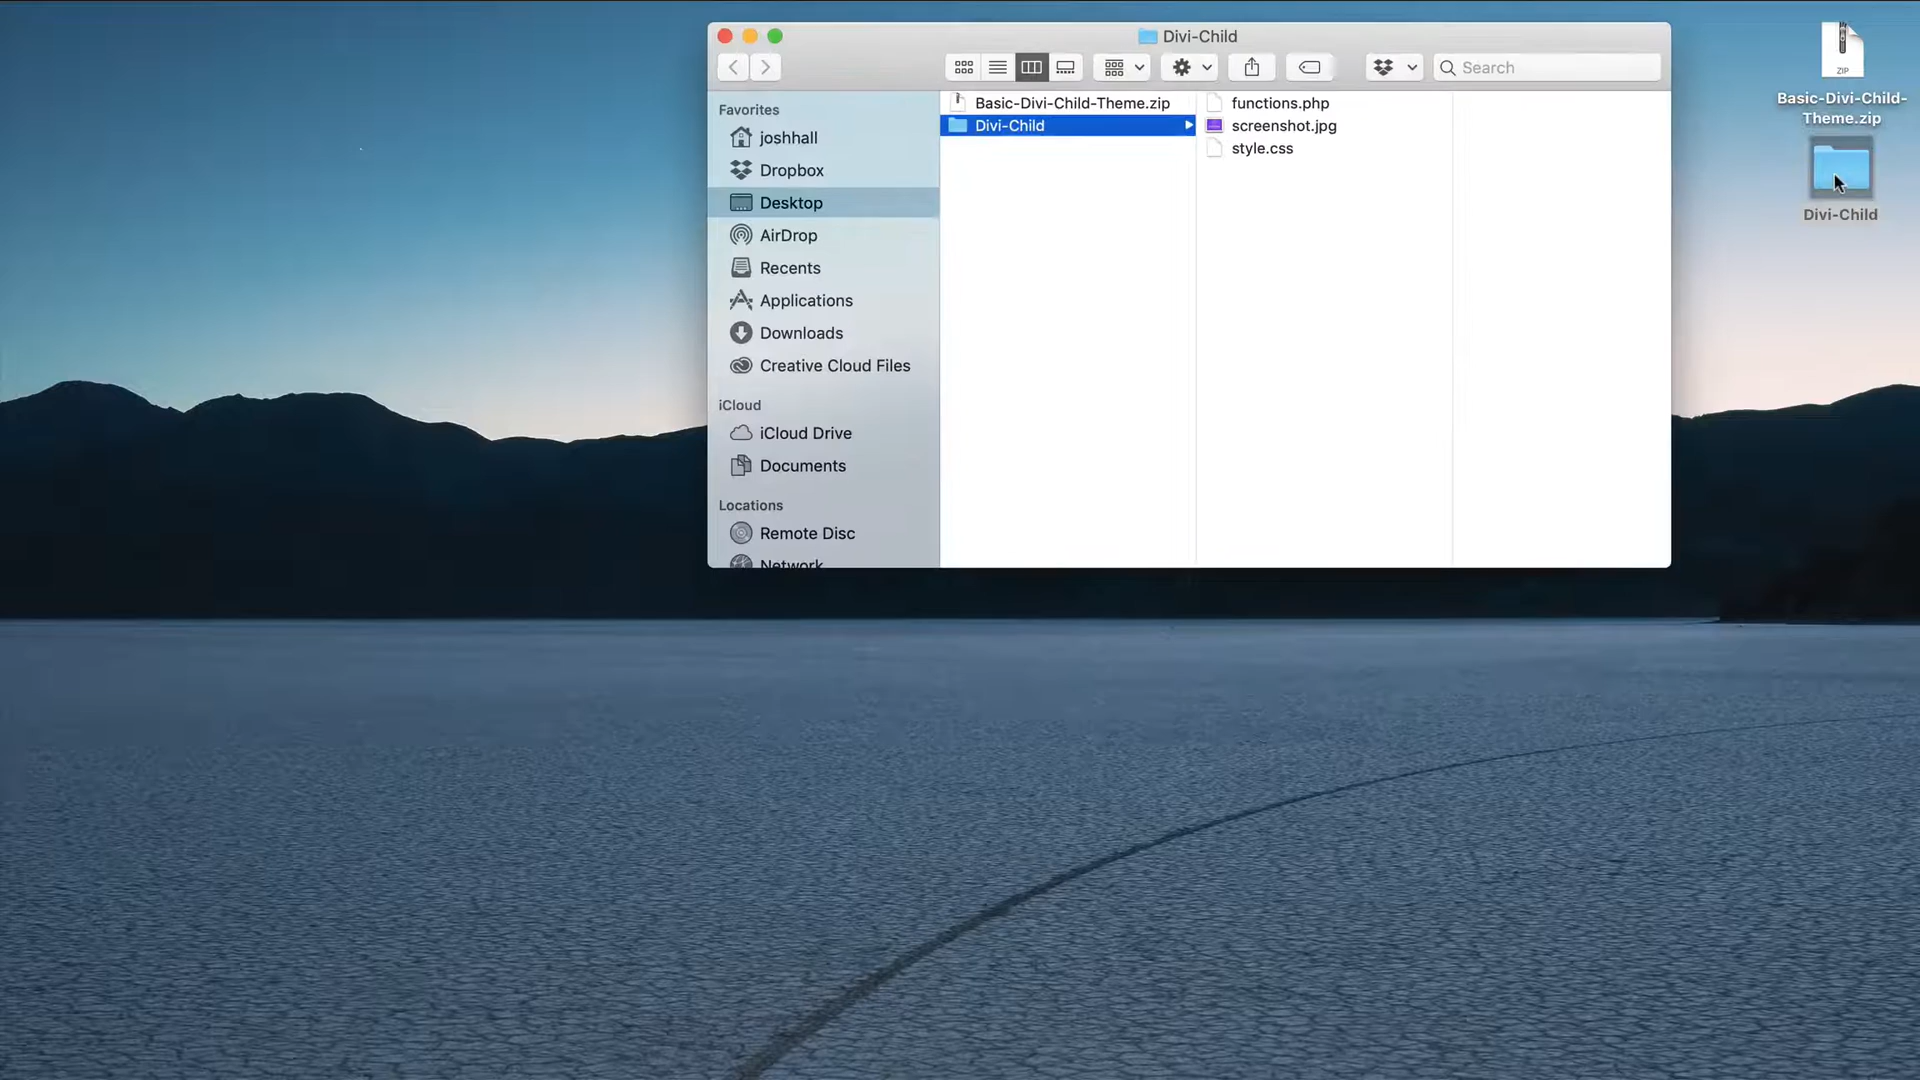 Divi-Child
Search
Favorites
joshhall
Dropbox
Desktop
AirDrop
Recents
Applications
Downloads
Creative Cloud Files
iCloud
iCloud Drive
Documents
Locations
Remote Disc
Network
Basic-Divi-Child-Theme.zip
Divi-Child
functions.php
screenshot.jpg
style.css
ZIP
Basic-Divi-Child-
Theme.zip
Divi-Child